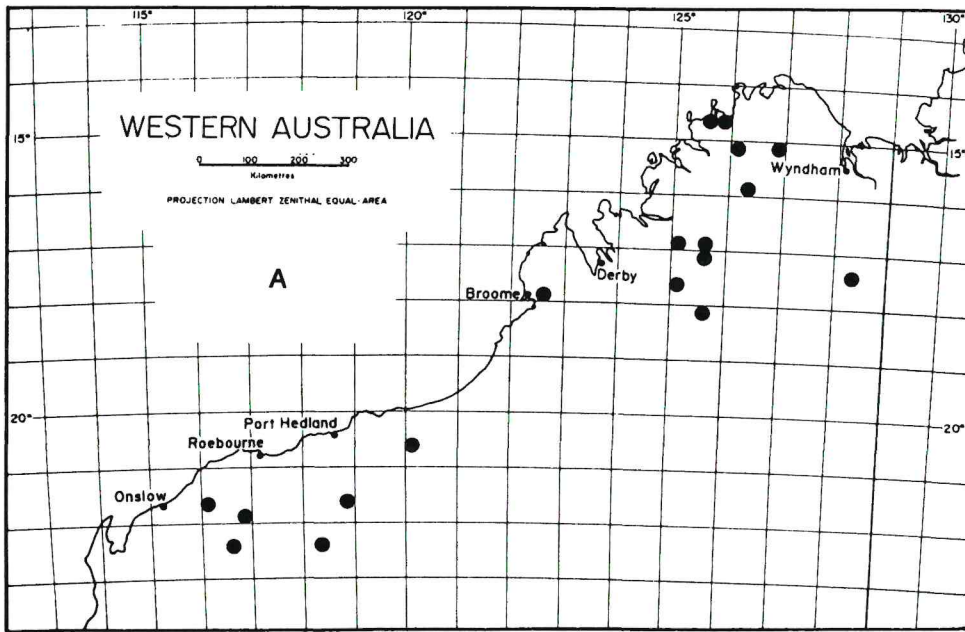 115° 120° 125° 130°
WESTERN AUSTRALIA
15° 15°
0 100 200 300
Kilometres
Wyndham
PROJECTION LAMBERT ZENITHAL EQUAL-AREA
A
Derby
Broome
20° 20°
Port Hedland
Roebourne
Onslow